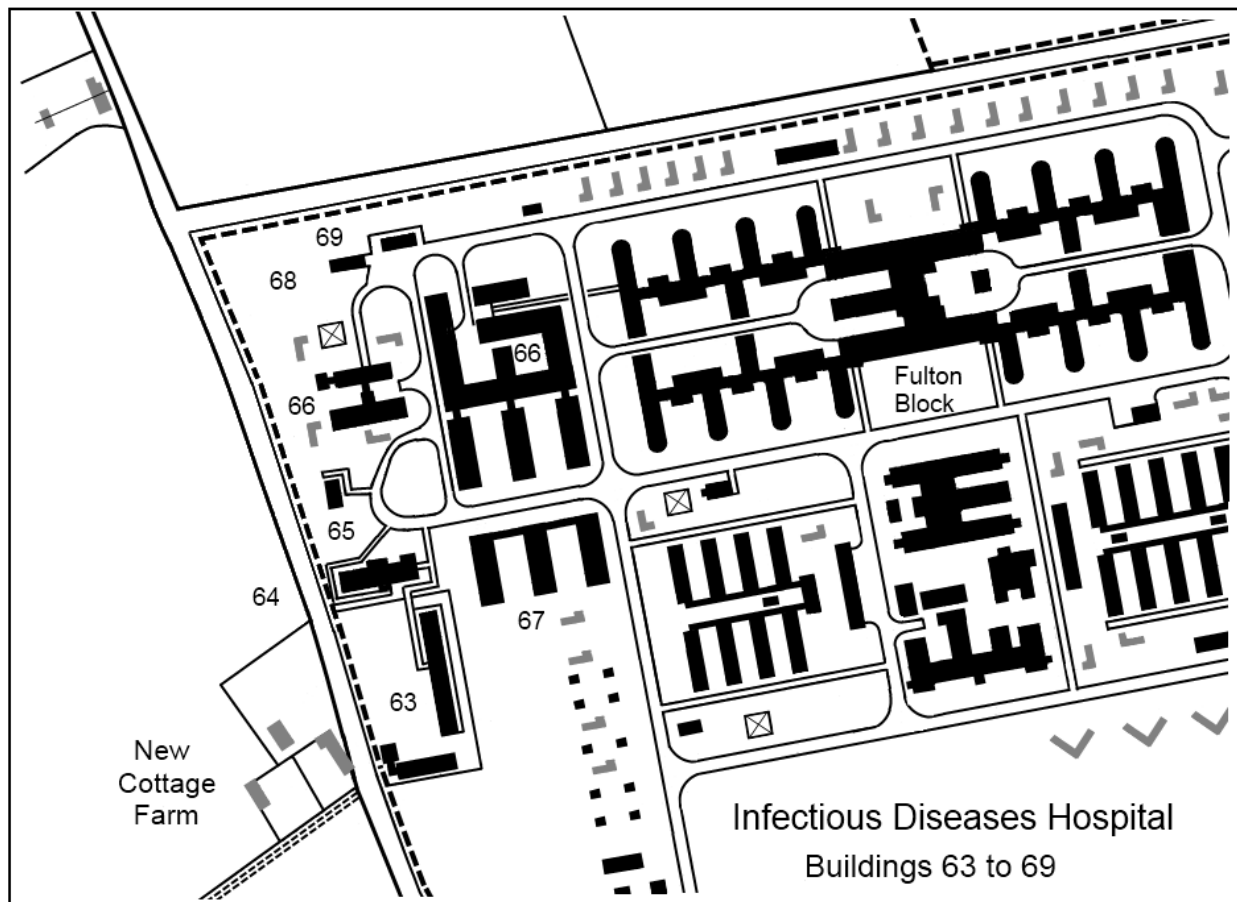 69
68
66
66
Fulton
Block
65
64
67
63
New
Cottage
Farm
Infectious Diseases Hospital
Buildings 63 to 69